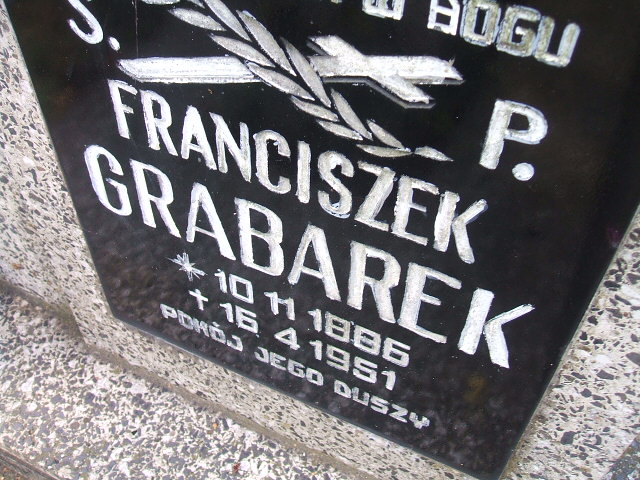 W BOGU
Ś. P.
FRANCISZEK
GRABAREK
* 10 11 1886
+ 16 4 1951
POKÓJ JEGO DUSZY